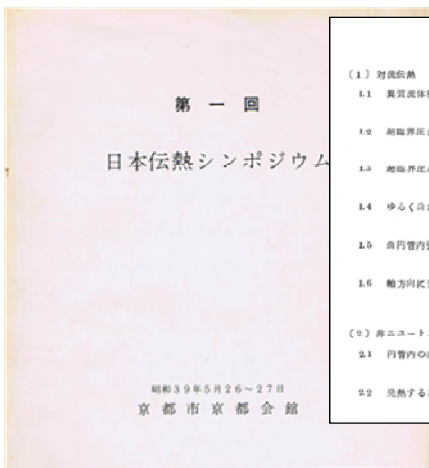 第一回
日本伝熱シンポジウム
昭和39年5月26～27日
京都市京都会館
〔1〕対流伝熱
1.1 異質流体
1.2 超臨界圧
1.3 超臨界圧
1.4 ゆるく
1.5 曲円管内
1.6 軸方向に
〔2〕非ニュートン
2.1 円管内の
2.2 発熱する